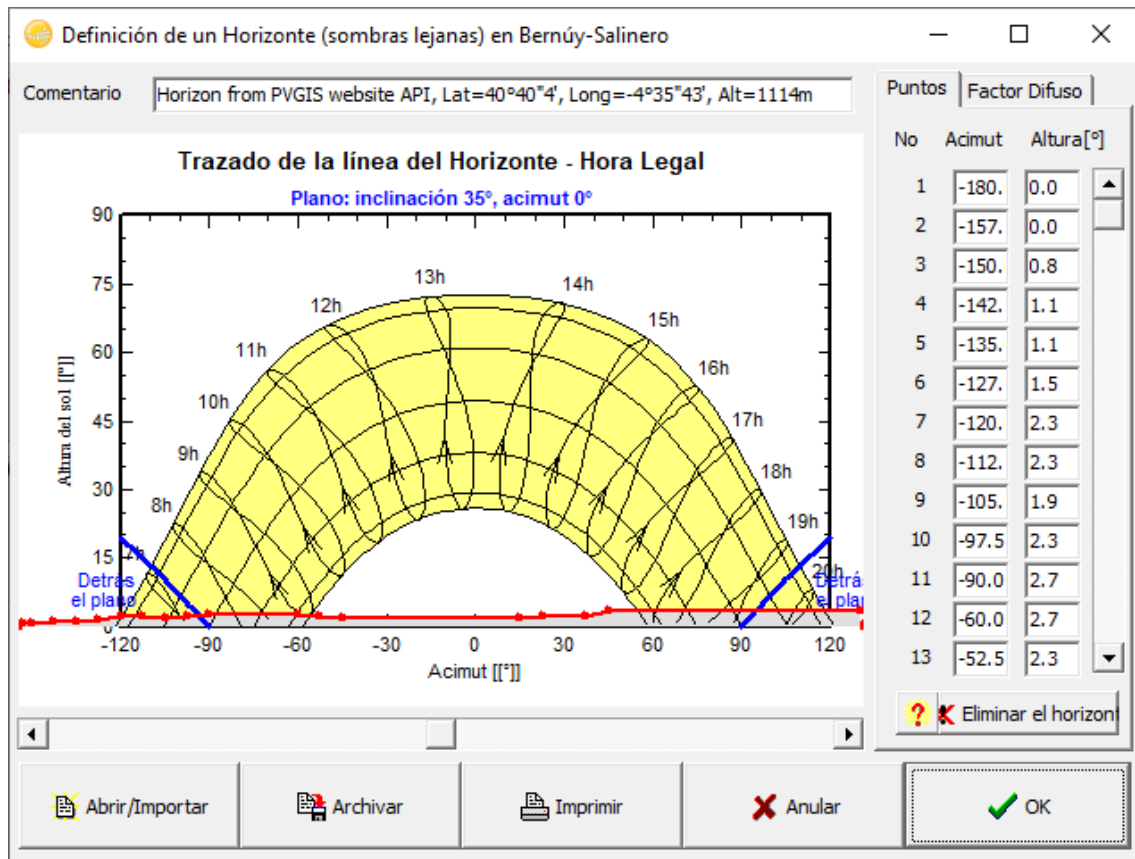 Definición de un Horizonte (sombras lejanas) en Bernúy-Salinero
Comentario
Horizon from PVGIS website API, Lat=40°40"4', Long=-4°35"43', Alt=1114m
Trazado de la línea del Horizonte - Hora Legal
Plano: inclinación 35°, acimut 0°
90
75
60
45
30
15
0
Altura del sol [[°]]
8h
9h
10h
11h
12h
13h
14h
15h
16h
17h
18h
19h
20h
Detrás
el plano
Detrás
el plan
-120 -90 -60 -30 0 30 60 90 120
Acimut [[°]]
Puntos Factor Difuso
No Acimut Altura[°]
1 -180. 0.0
2 -157. 0.0
3 -150. 0.8
4 -142. 1.1
5 -135. 1.1
6 -127. 1.5
7 -120. 2.3
8 -112. 2.3
9 -105. 1.9
10 -97.5 2.3
11 -90.0 2.7
12 -60.0 2.7
13 -52.5 2.3
? Eliminar el horizont
Abrir/Importar Archivar Imprimir Anular OK